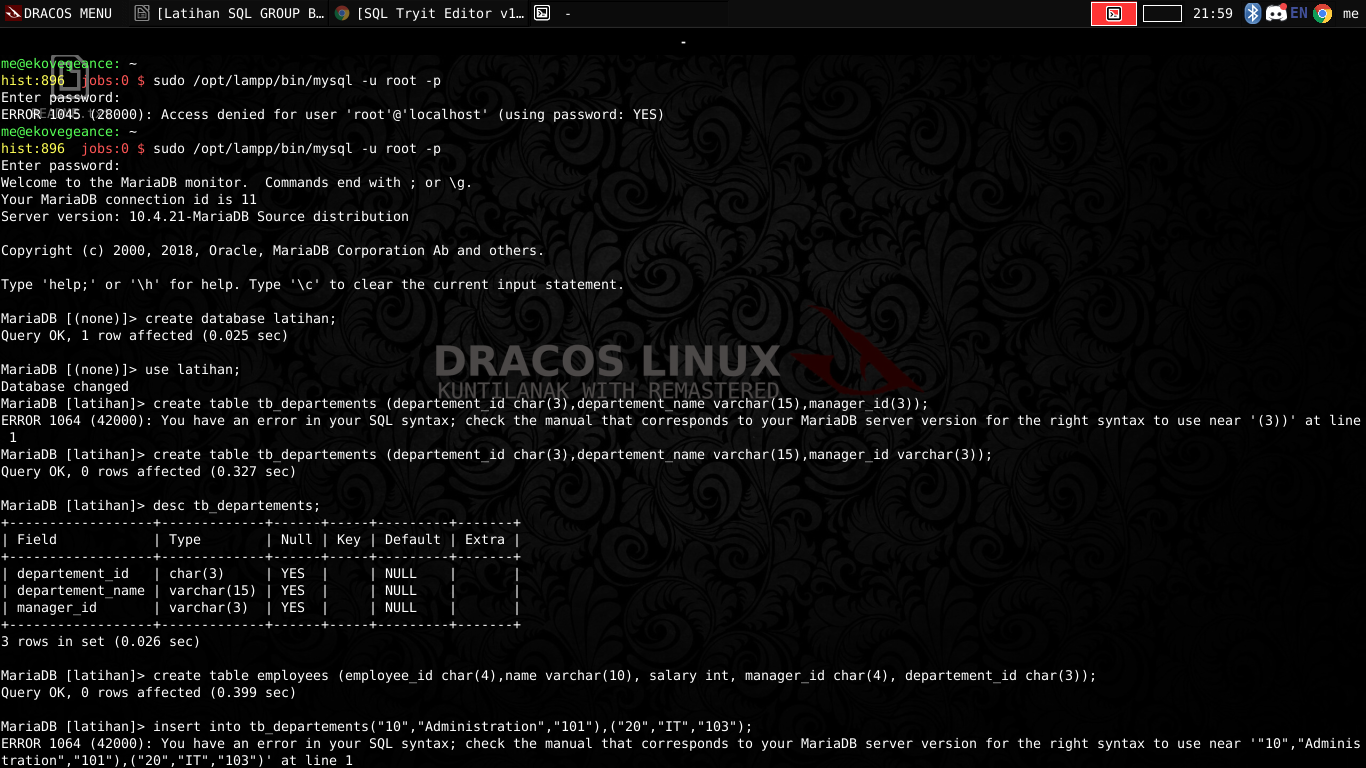 DRACOS MENU [Latihan SQL GROUP B... [SQL Tryit Editor v1... - 21:59 EN me
-
me@ekovegeance: ~
hist:896  jobs:0 $ sudo /opt/lampp/bin/mysql -u root -p
Enter password:
ERROR 1045 (28000): Access denied for user 'root'@'localhost' (using password: YES)
me@ekovegeance: ~
hist:896  jobs:0 $ sudo /opt/lampp/bin/mysql -u root -p
Enter password:
Welcome to the MariaDB monitor.  Commands end with ; or \g.
Your MariaDB connection id is 11
Server version: 10.4.21-MariaDB Source distribution

Copyright (c) 2000, 2018, Oracle, MariaDB Corporation Ab and others.

Type 'help;' or '\h' for help. Type '\c' to clear the current input statement.

MariaDB [(none)]> create database latihan;
Query OK, 1 row affected (0.025 sec)

DRACOS LINUX
KUNTILANAK WITH REMASTERED
MariaDB [(none)]> use latihan;
Database changed
MariaDB [latihan]> create table tb_departements (departement_id char(3),departement_name varchar(15),manager_id(3));
ERROR 1064 (42000): You have an error in your SQL syntax; check the manual that corresponds to your MariaDB server version for the right syntax to use near '(3))' at line
 1
MariaDB [latihan]> create table tb_departements (departement_id char(3),departement_name varchar(15),manager_id varchar(3));
Query OK, 0 rows affected (0.327 sec)

MariaDB [latihan]> desc tb_departements;
+------------------+-------------+------+-----+---------+-------+
| Field            | Type        | Null | Key | Default | Extra |
+------------------+-------------+------+-----+---------+-------+
| departement_id   | char(3)     | YES  |     | NULL    |       |
| departement_name | varchar(15) | YES  |     | NULL    |       |
| manager_id       | varchar(3)  | YES  |     | NULL    |       |
+------------------+-------------+------+-----+---------+-------+
3 rows in set (0.026 sec)

MariaDB [latihan]> create table employees (employee_id char(4),name varchar(10), salary int, manager_id char(4), departement_id char(3));
Query OK, 0 rows affected (0.399 sec)

MariaDB [latihan]> insert into tb_departements("10","Administration","101"),("20","IT","103");
ERROR 1064 (42000): You have an error in your SQL syntax; check the manual that corresponds to your MariaDB server version for the right syntax to use near '"10","Adminis
tration","101"),("20","IT","103")' at line 1